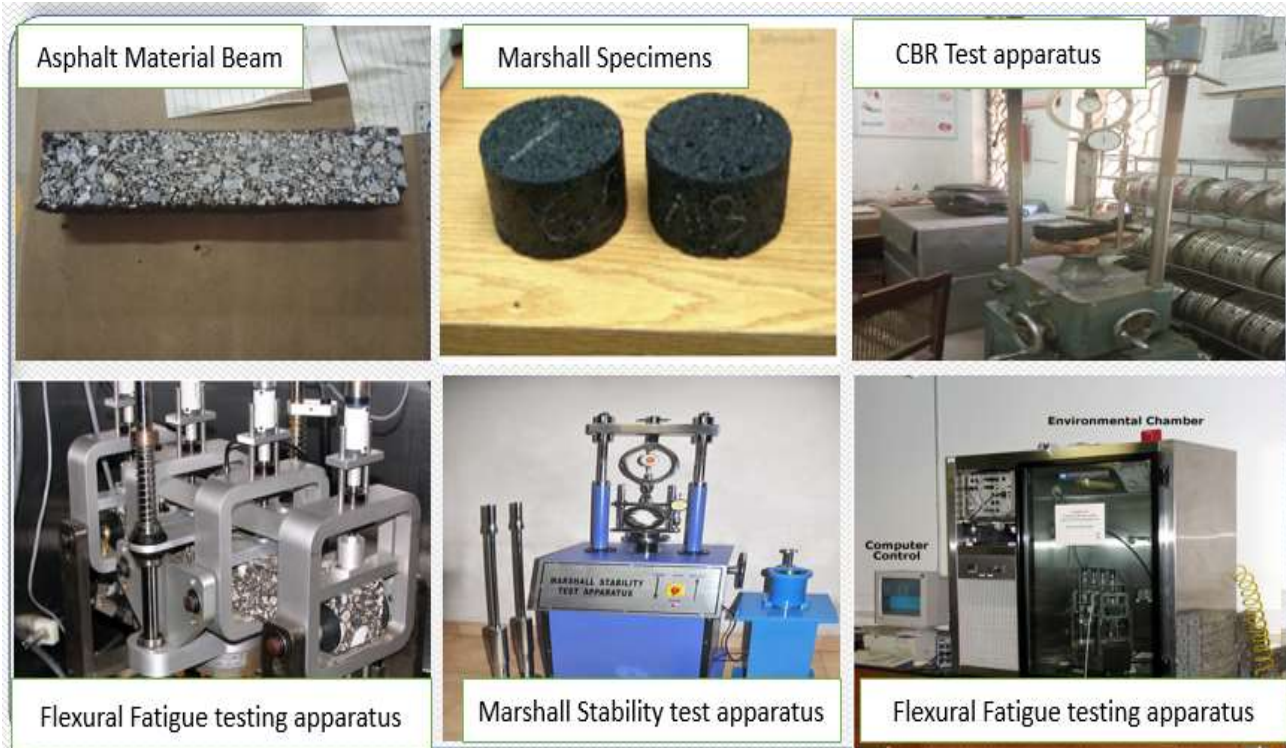 Asphalt Material Beam
Marshall Specimens
CBR Test apparatus
Flexural Fatigue testing apparatus
MARSHALL STABILITY
TEST APPARATUS
Marshall Stability test apparatus
Environmental Chamber
Computer
Control
Flexural Fatigue testing apparatus